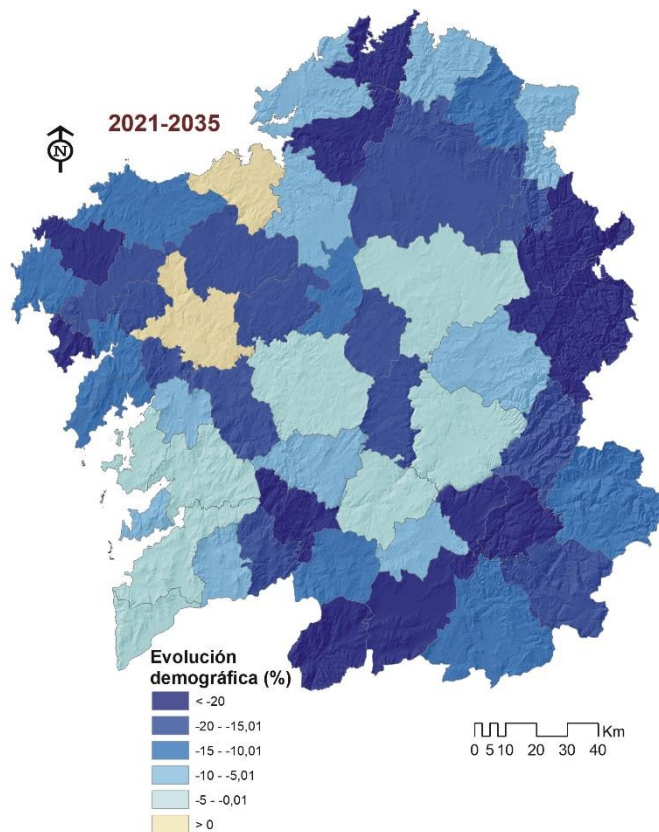 2021-2035
N
Evolución
demográfica (%)
< -20
-20 - -15,01
-15 - -10,01
-10 - -5,01
-5 - -0,01
> 0
Km
0 5 10 20 30 40